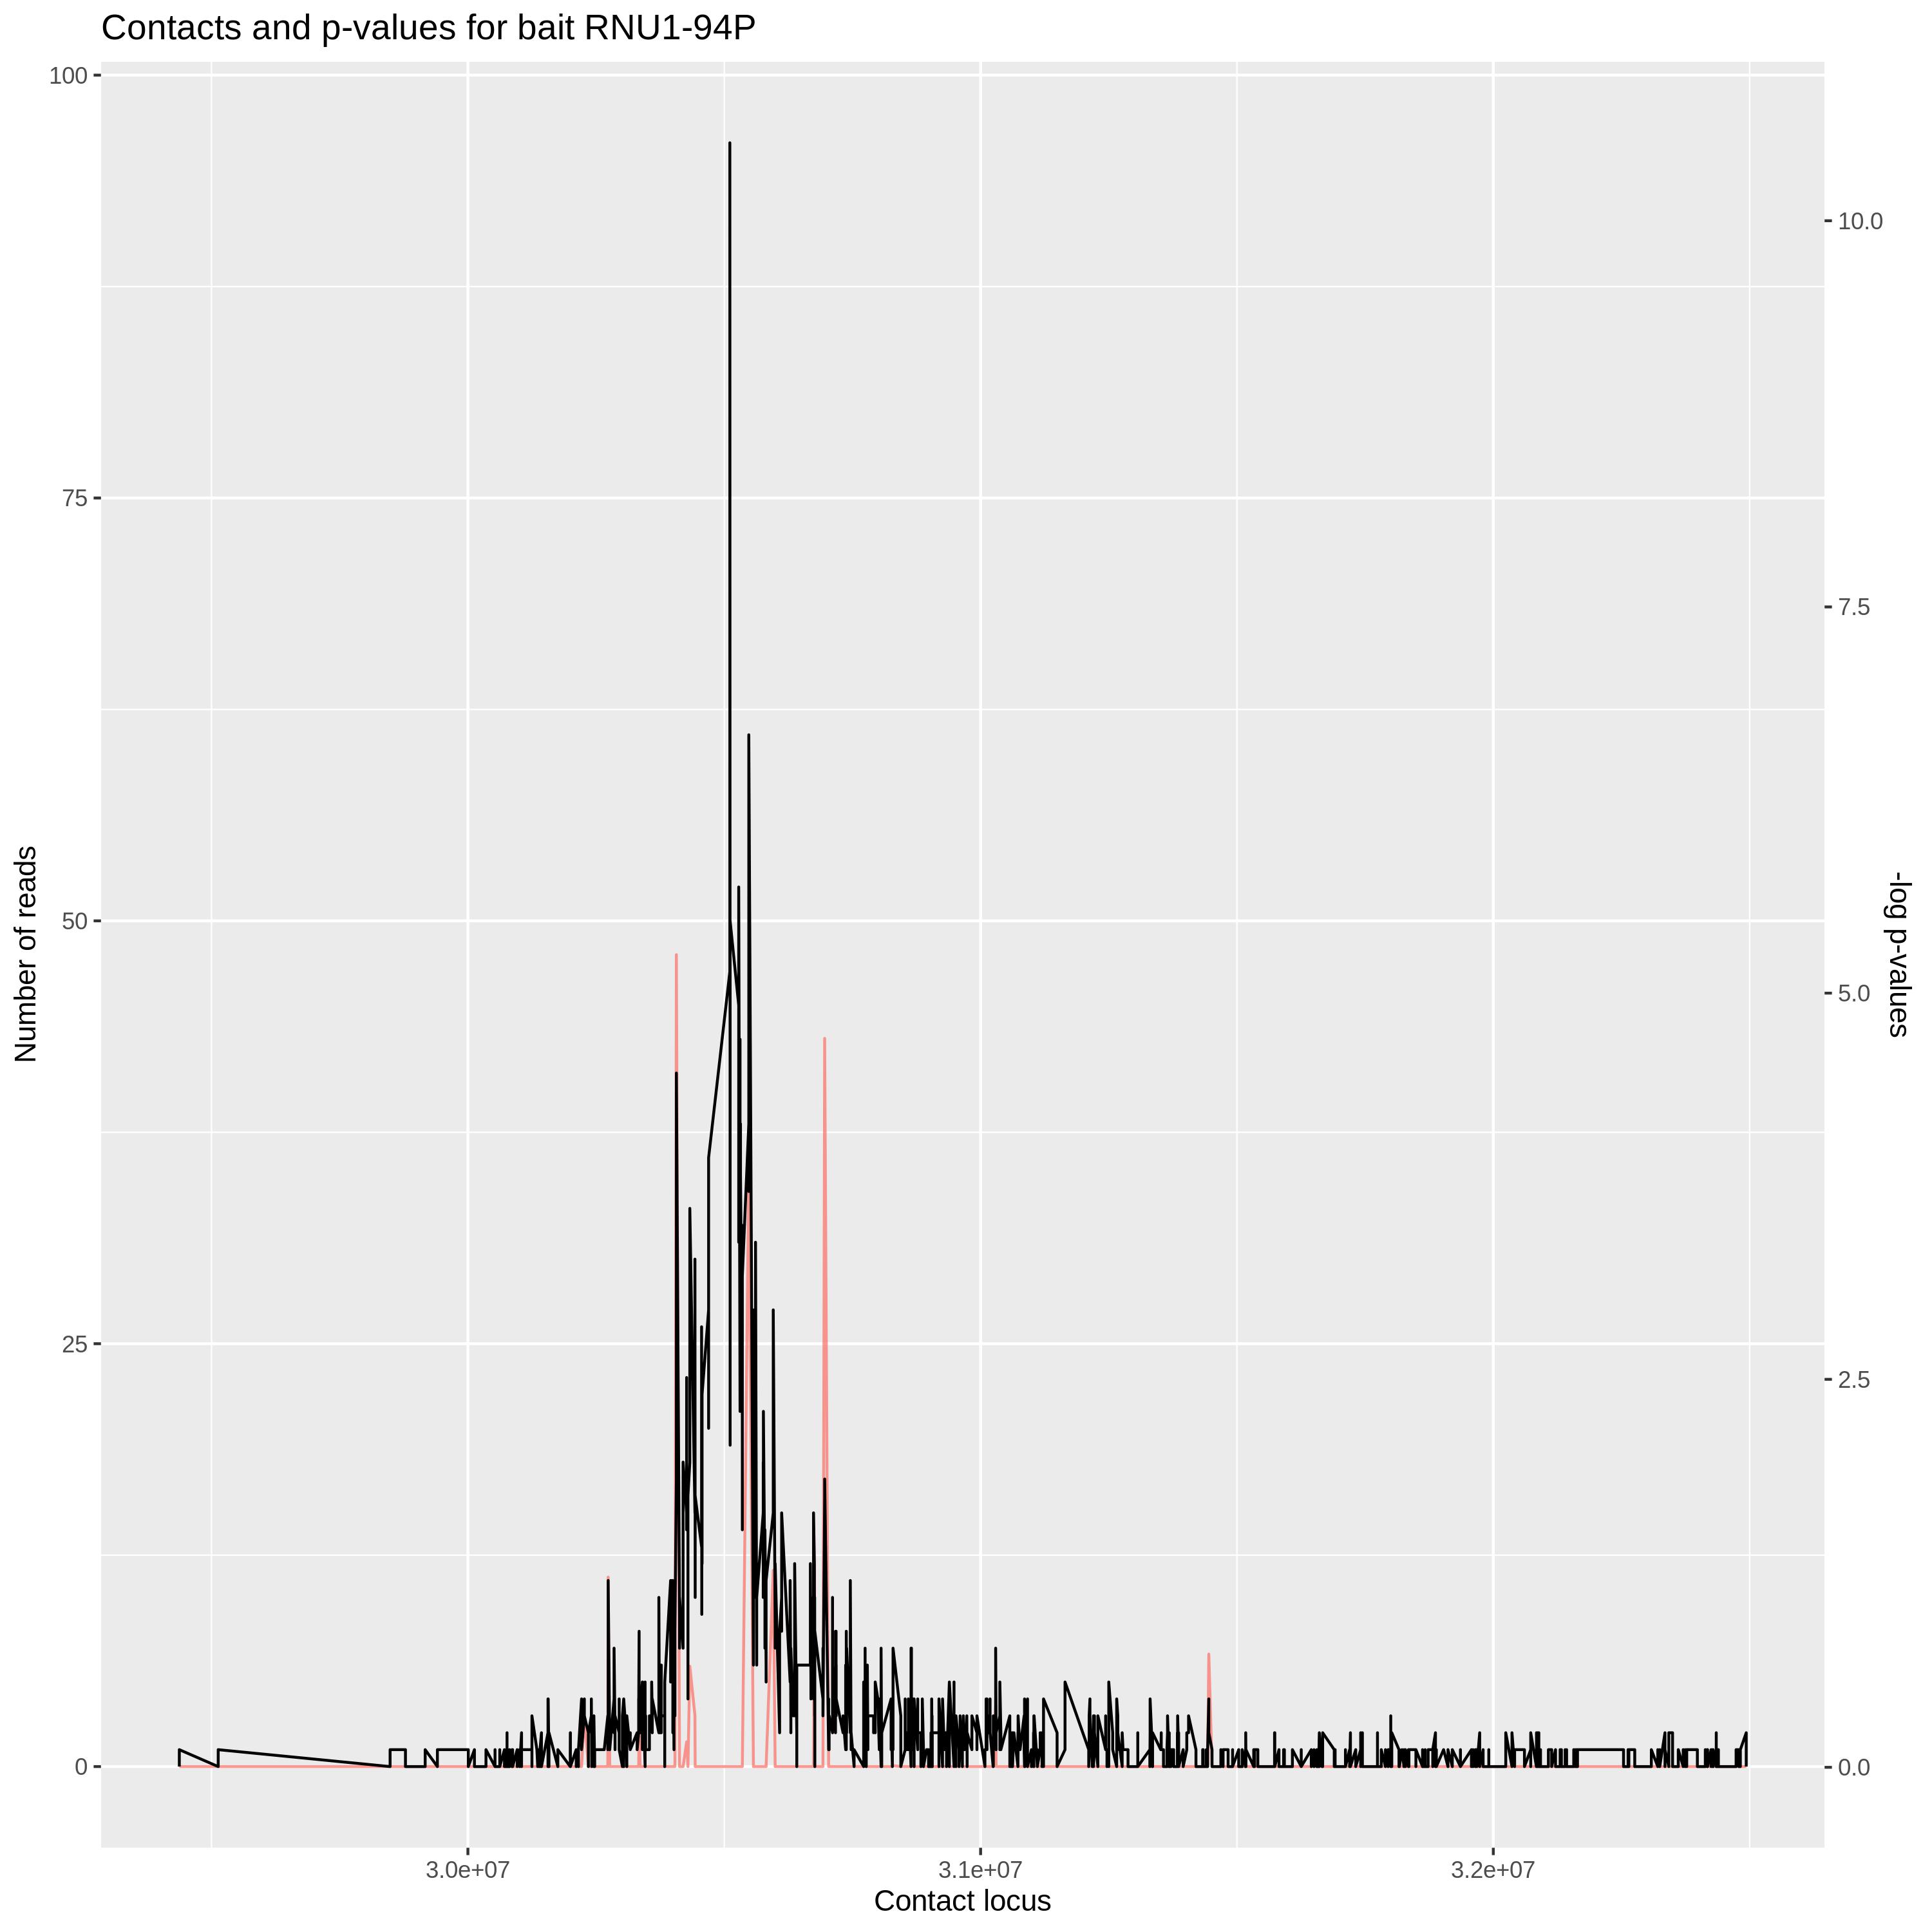 Contacts and p-values for bait RNU1-94P
100
75
50
25
0
Number of reads
10.0
7.5
5.0
2.5
0.0
-log p-values
3.0e+07
3.1e+07
3.2e+07
Contact locus